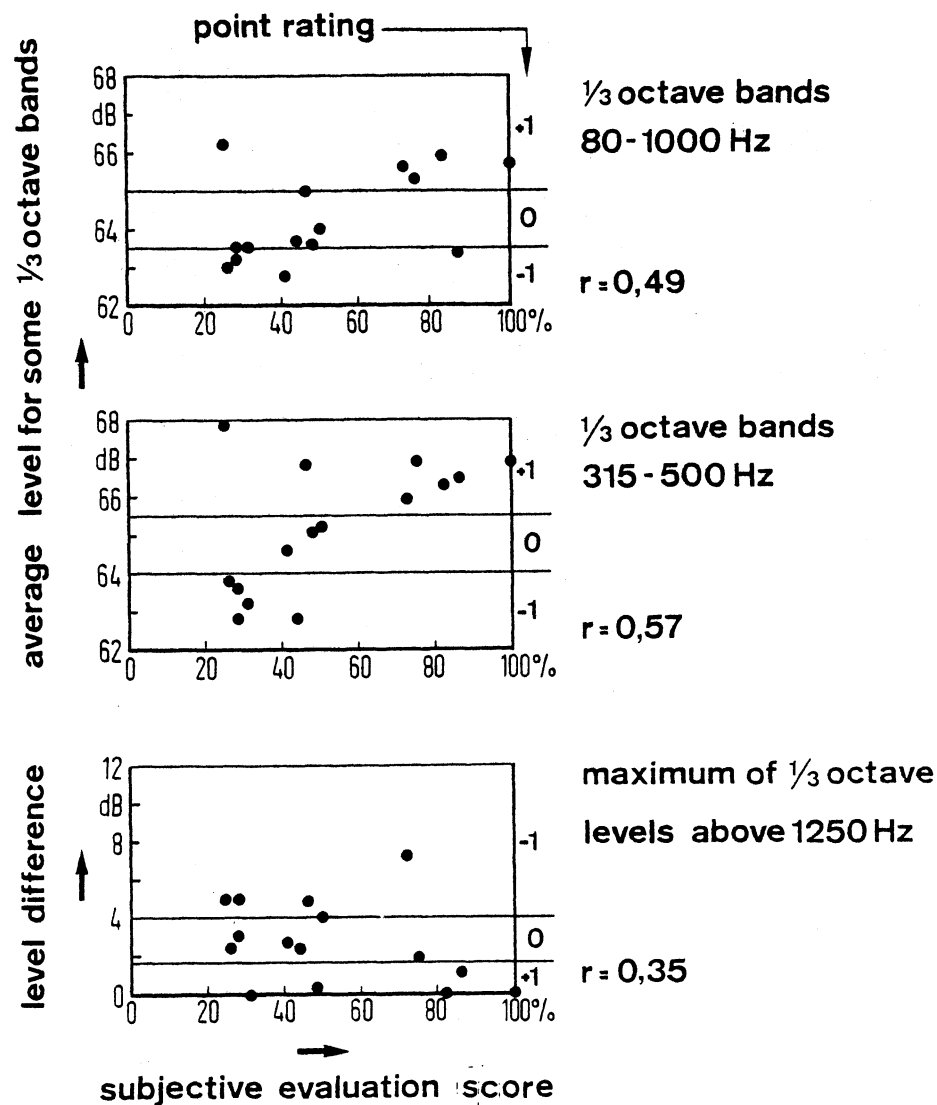 point rating
average level for some ⅓ octave bands
68
dB
66
64
62
+1
0
-1
0 20 40 60 80 100%
⅓ octave bands
80-1000 Hz
r=0,49
68
dB
66
64
62
+1
0
-1
0 20 40 60 80 100%
⅓ octave bands
315-500 Hz
r=0,57
level difference
12
dB
8
4
0
-1
0
+1
0 20 40 60 80 100%
maximum of ⅓ octave
levels above 1250 Hz
r=0,35
subjective evaluation score